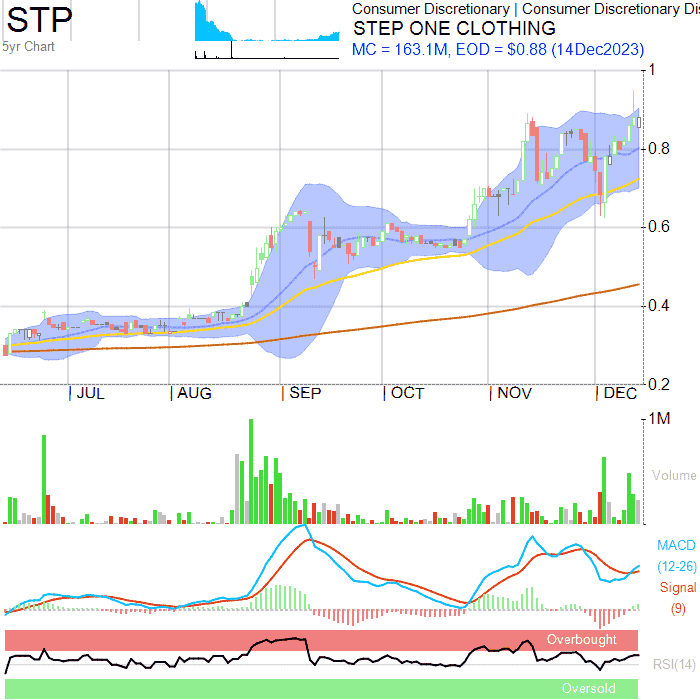 STP
5yr Chart
Consumer Discretionary | Consumer Discretionary Dis
STEP ONE CLOTHING
MC = 163.1M, EOD = $0.88 (14Dec2023)
1
0.8
0.6
0.4
0.2
JUL
AUG
SEP
OCT
NOV
DEC
1M
Volume
MACD
(12-26)
Signal
(9)
Overbought
RSI(14)
Oversold